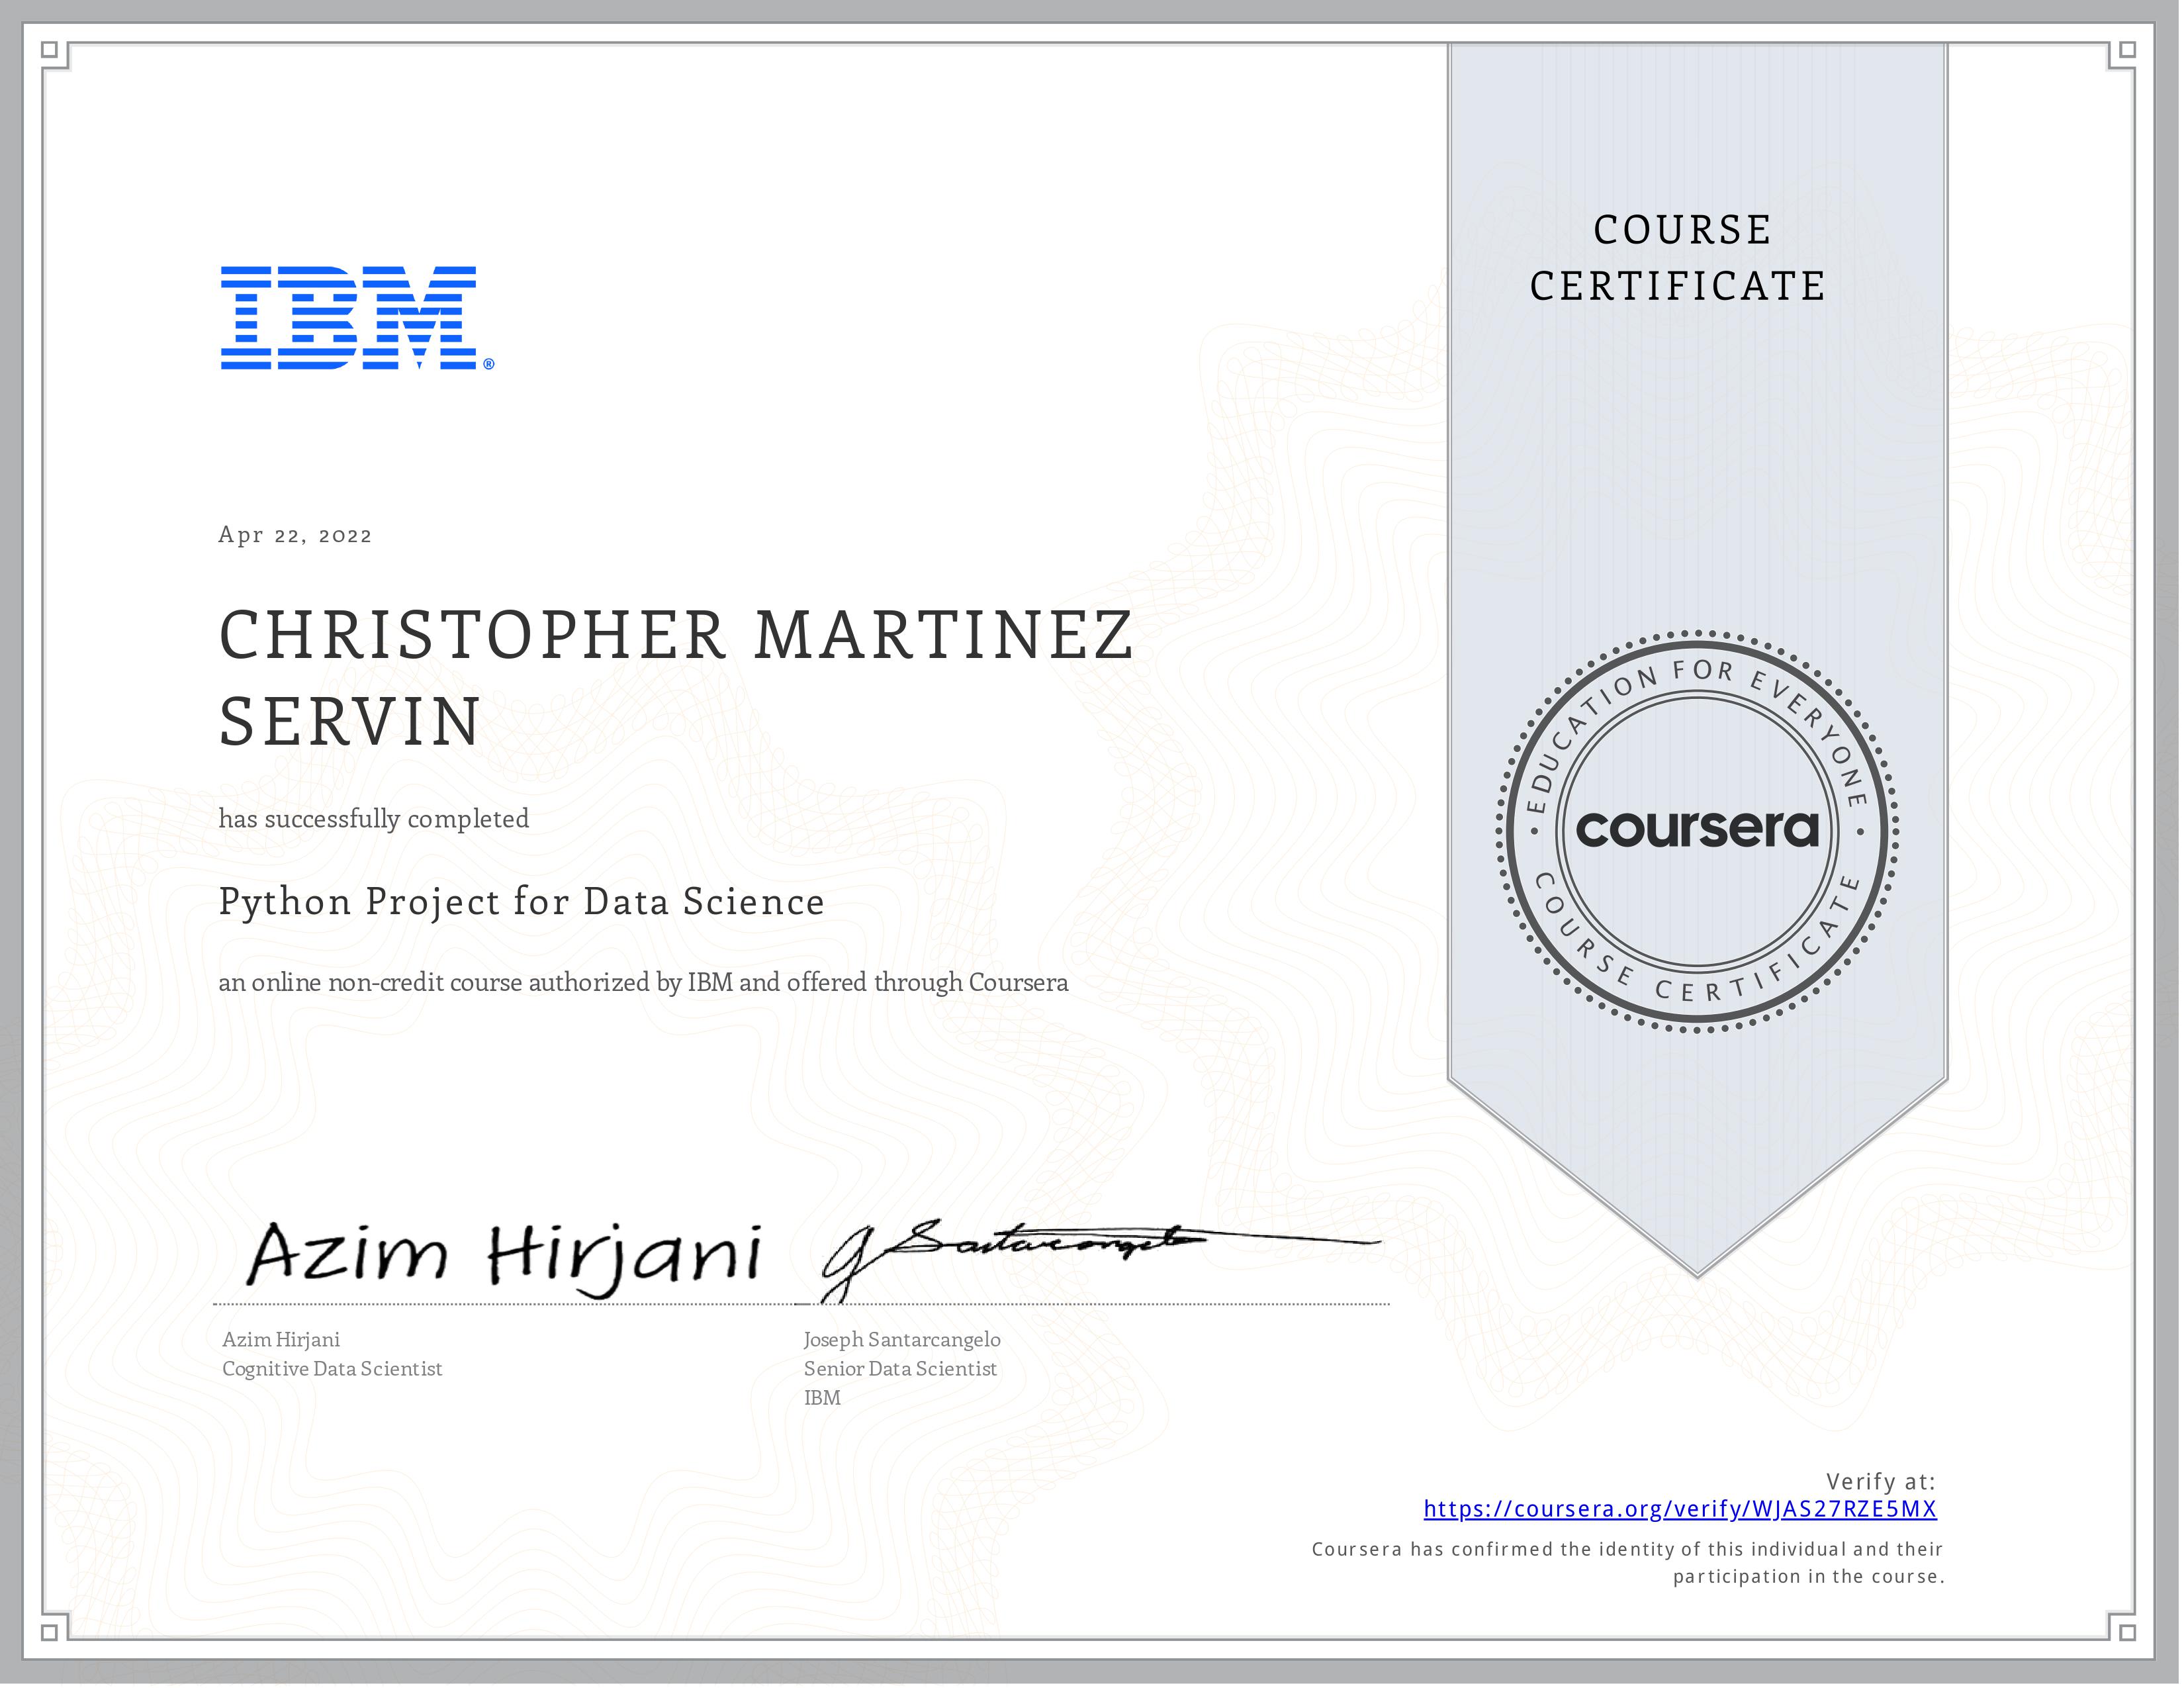 IBM®
COURSE
CERTIFICATE
Apr 22, 2022
CHRISTOPHER MARTINEZ
SERVIN
has successfully completed
Python Project for Data Science
an online non-credit course authorized by IBM and offered through Coursera
EDUCATION FOR EVERYONE
coursera
COURSE CERTIFICATE
Azim Hirjani
J Santarcangelo
Azim Hirjani
Cognitive Data Scientist
Joseph Santarcangelo
Senior Data Scientist
IBM
Verify at:
https://coursera.org/verify/WJAS27RZE5MX
Coursera has confirmed the identity of this individual and their
participation in the course.